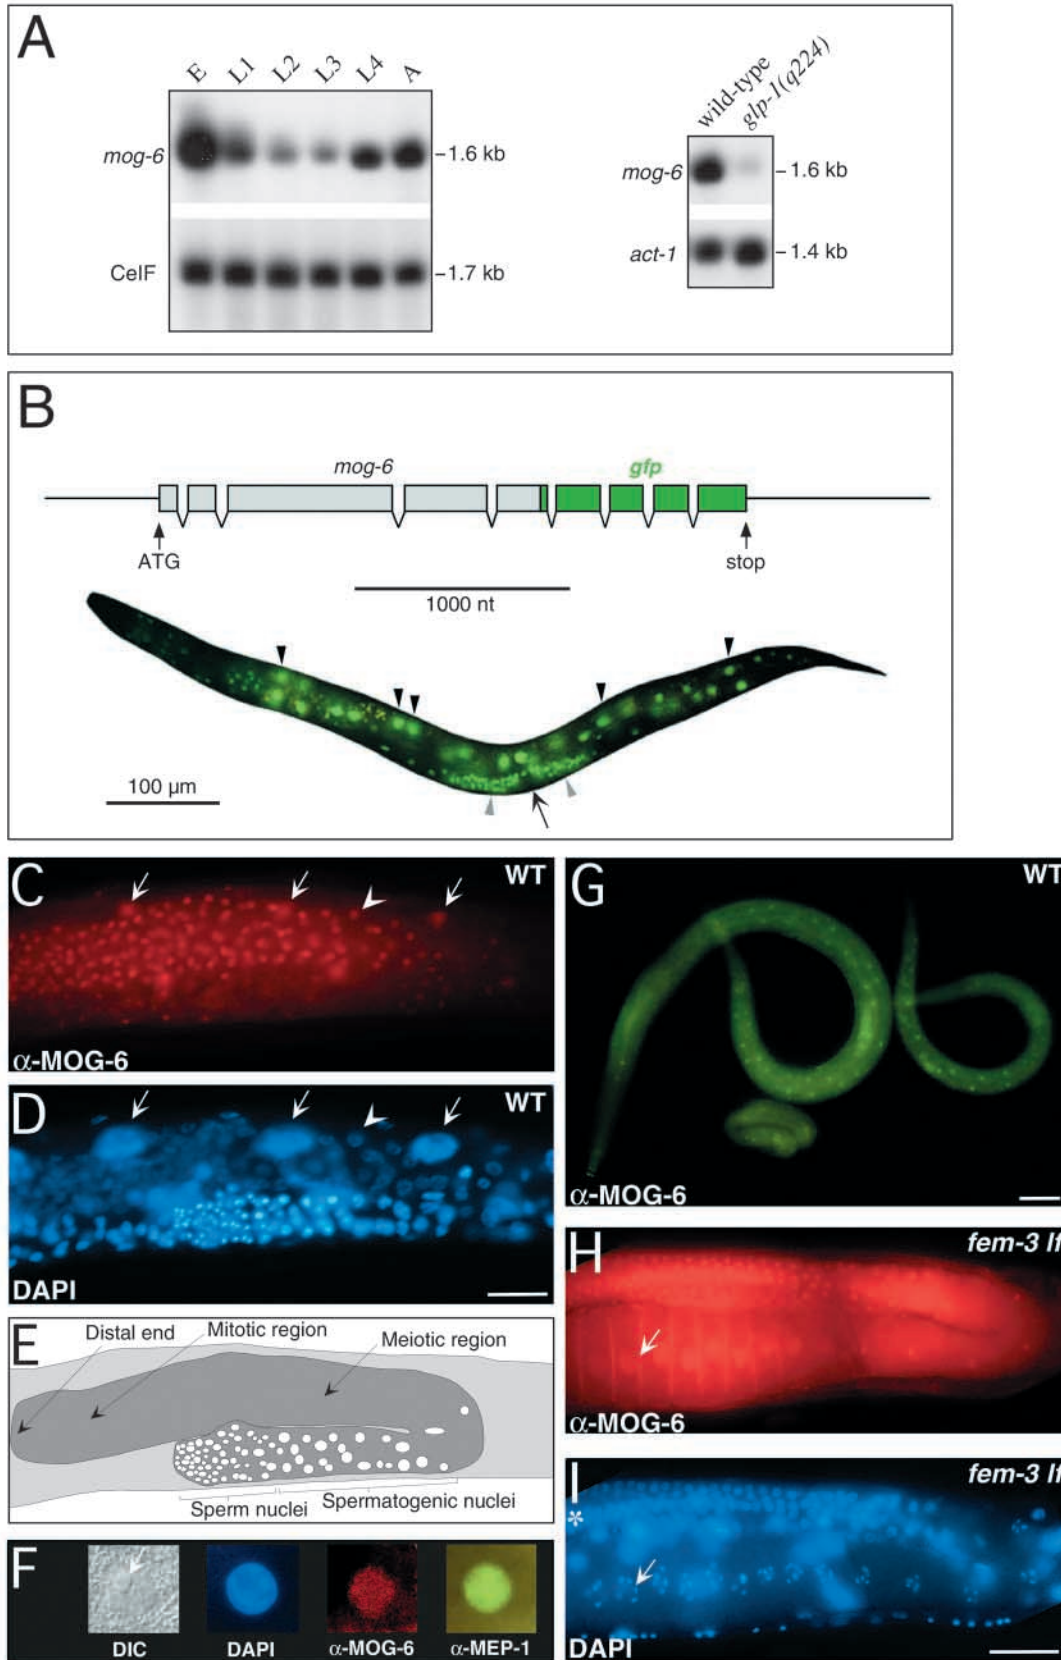 A
E L1 L2 L3 L4 A
mog-6 –1.6 kb
CeIF –1.7 kb
wild-type glp-1(q224)
mog-6 –1.6 kb
act-1 –1.4 kb
B
mog-6 gfp
ATG stop
1000 nt
100 µm
C WT
α-MOG-6
D WT
DAPI
E Distal end Mitotic region Meiotic region
Sperm nuclei Spermatogenic nuclei
F
DIC DAPI α-MOG-6 α-MEP-1
G WT
α-MOG-6
H fem-3 lf
α-MOG-6
I fem-3 lf
*
DAPI